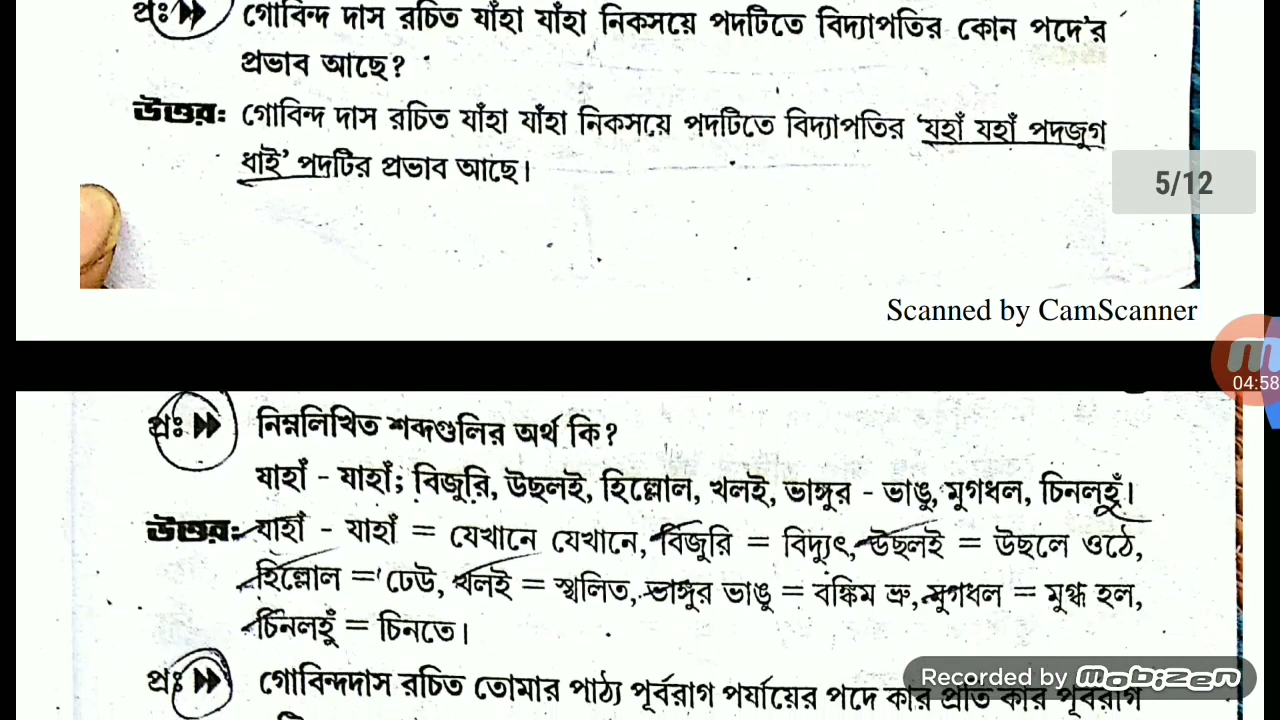 প্রঃ গোবিন্দ দাস রচিত যাঁহা যাঁহা নিকসয়ে পদটিতে বিদ্যাপতির কোন পদে'র
প্রভাব আছে?
উত্তর: গোবিন্দ দাস রচিত যাঁহা যাঁহা নিকসয়ে পদটিতে বিদ্যাপতির 'যহাঁ যহাঁ পদজুগ
ধাই' পদটির প্রভাব আছে।
5/12
Scanned by CamScanner
04:58
প্রঃ নিম্নলিখিত শব্দগুলির অর্থ কি?
যাহাঁ - যাহাঁ; বিজুরি, উছলই, হিল্লোল, খলই, ভাঙ্গুর - ভাঙু, মুগধল, চিনলহুঁ।
উত্তর: যাহাঁ - যাহাঁ = যেখানে যেখানে, বিজুরি = বিদ্যুৎ, উছলই = উছলে ওঠে,
হিল্লোল = ঢেউ, খলই = স্খলিত, ভাঙ্গুর ভাঙু = বঙ্কিম ভ্রু, মুগধল = মুগ্ধ হল,
চিনলহুঁ = চিনতে।
প্রঃ গোবিন্দদাস রচিত তোমার পাঠ্য পূর্বরাগ পর্যায়ের পদে কার প্রতি কার পূর্বরাগ
Recorded by mobizen